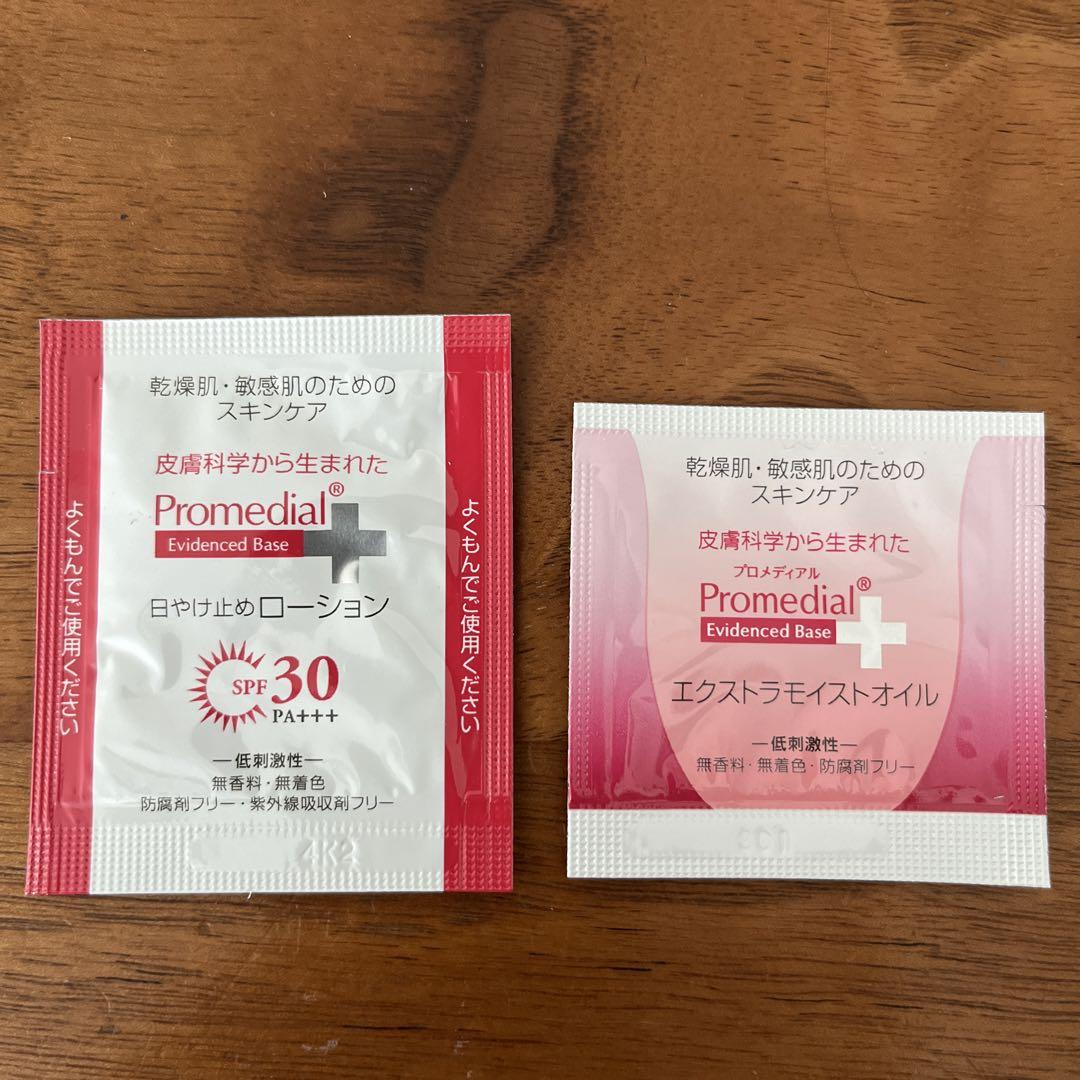 乾燥肌・敏感肌のための
スキンケア
皮膚科学から生まれた
Promedial®
Evidenced Base
日やけ止めローション
SPF30
PA+++
―低刺激性―
無香料・無着色
防腐剤フリー・紫外線吸収剤フリー
よくもんでご使用ください
よくもんでご使用ください
4K2
乾燥肌・敏感肌のための
スキンケア
皮膚科学から生まれた
プロメディアル
Promedial®
Evidenced Base
エクストラモイストオイル
―低刺激性―
無香料・無着色・防腐剤フリー